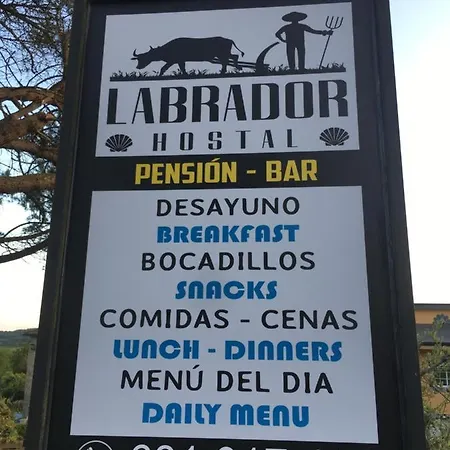 LABRADOR
HOSTAL
PENSIÓN - BAR
DESAYUNO
BREAKFAST
BOCADILLOS
SNACKS
COMIDAS - CENAS
LUNCH - DINNERS
MENÚ DEL DIA
DAILY MENU